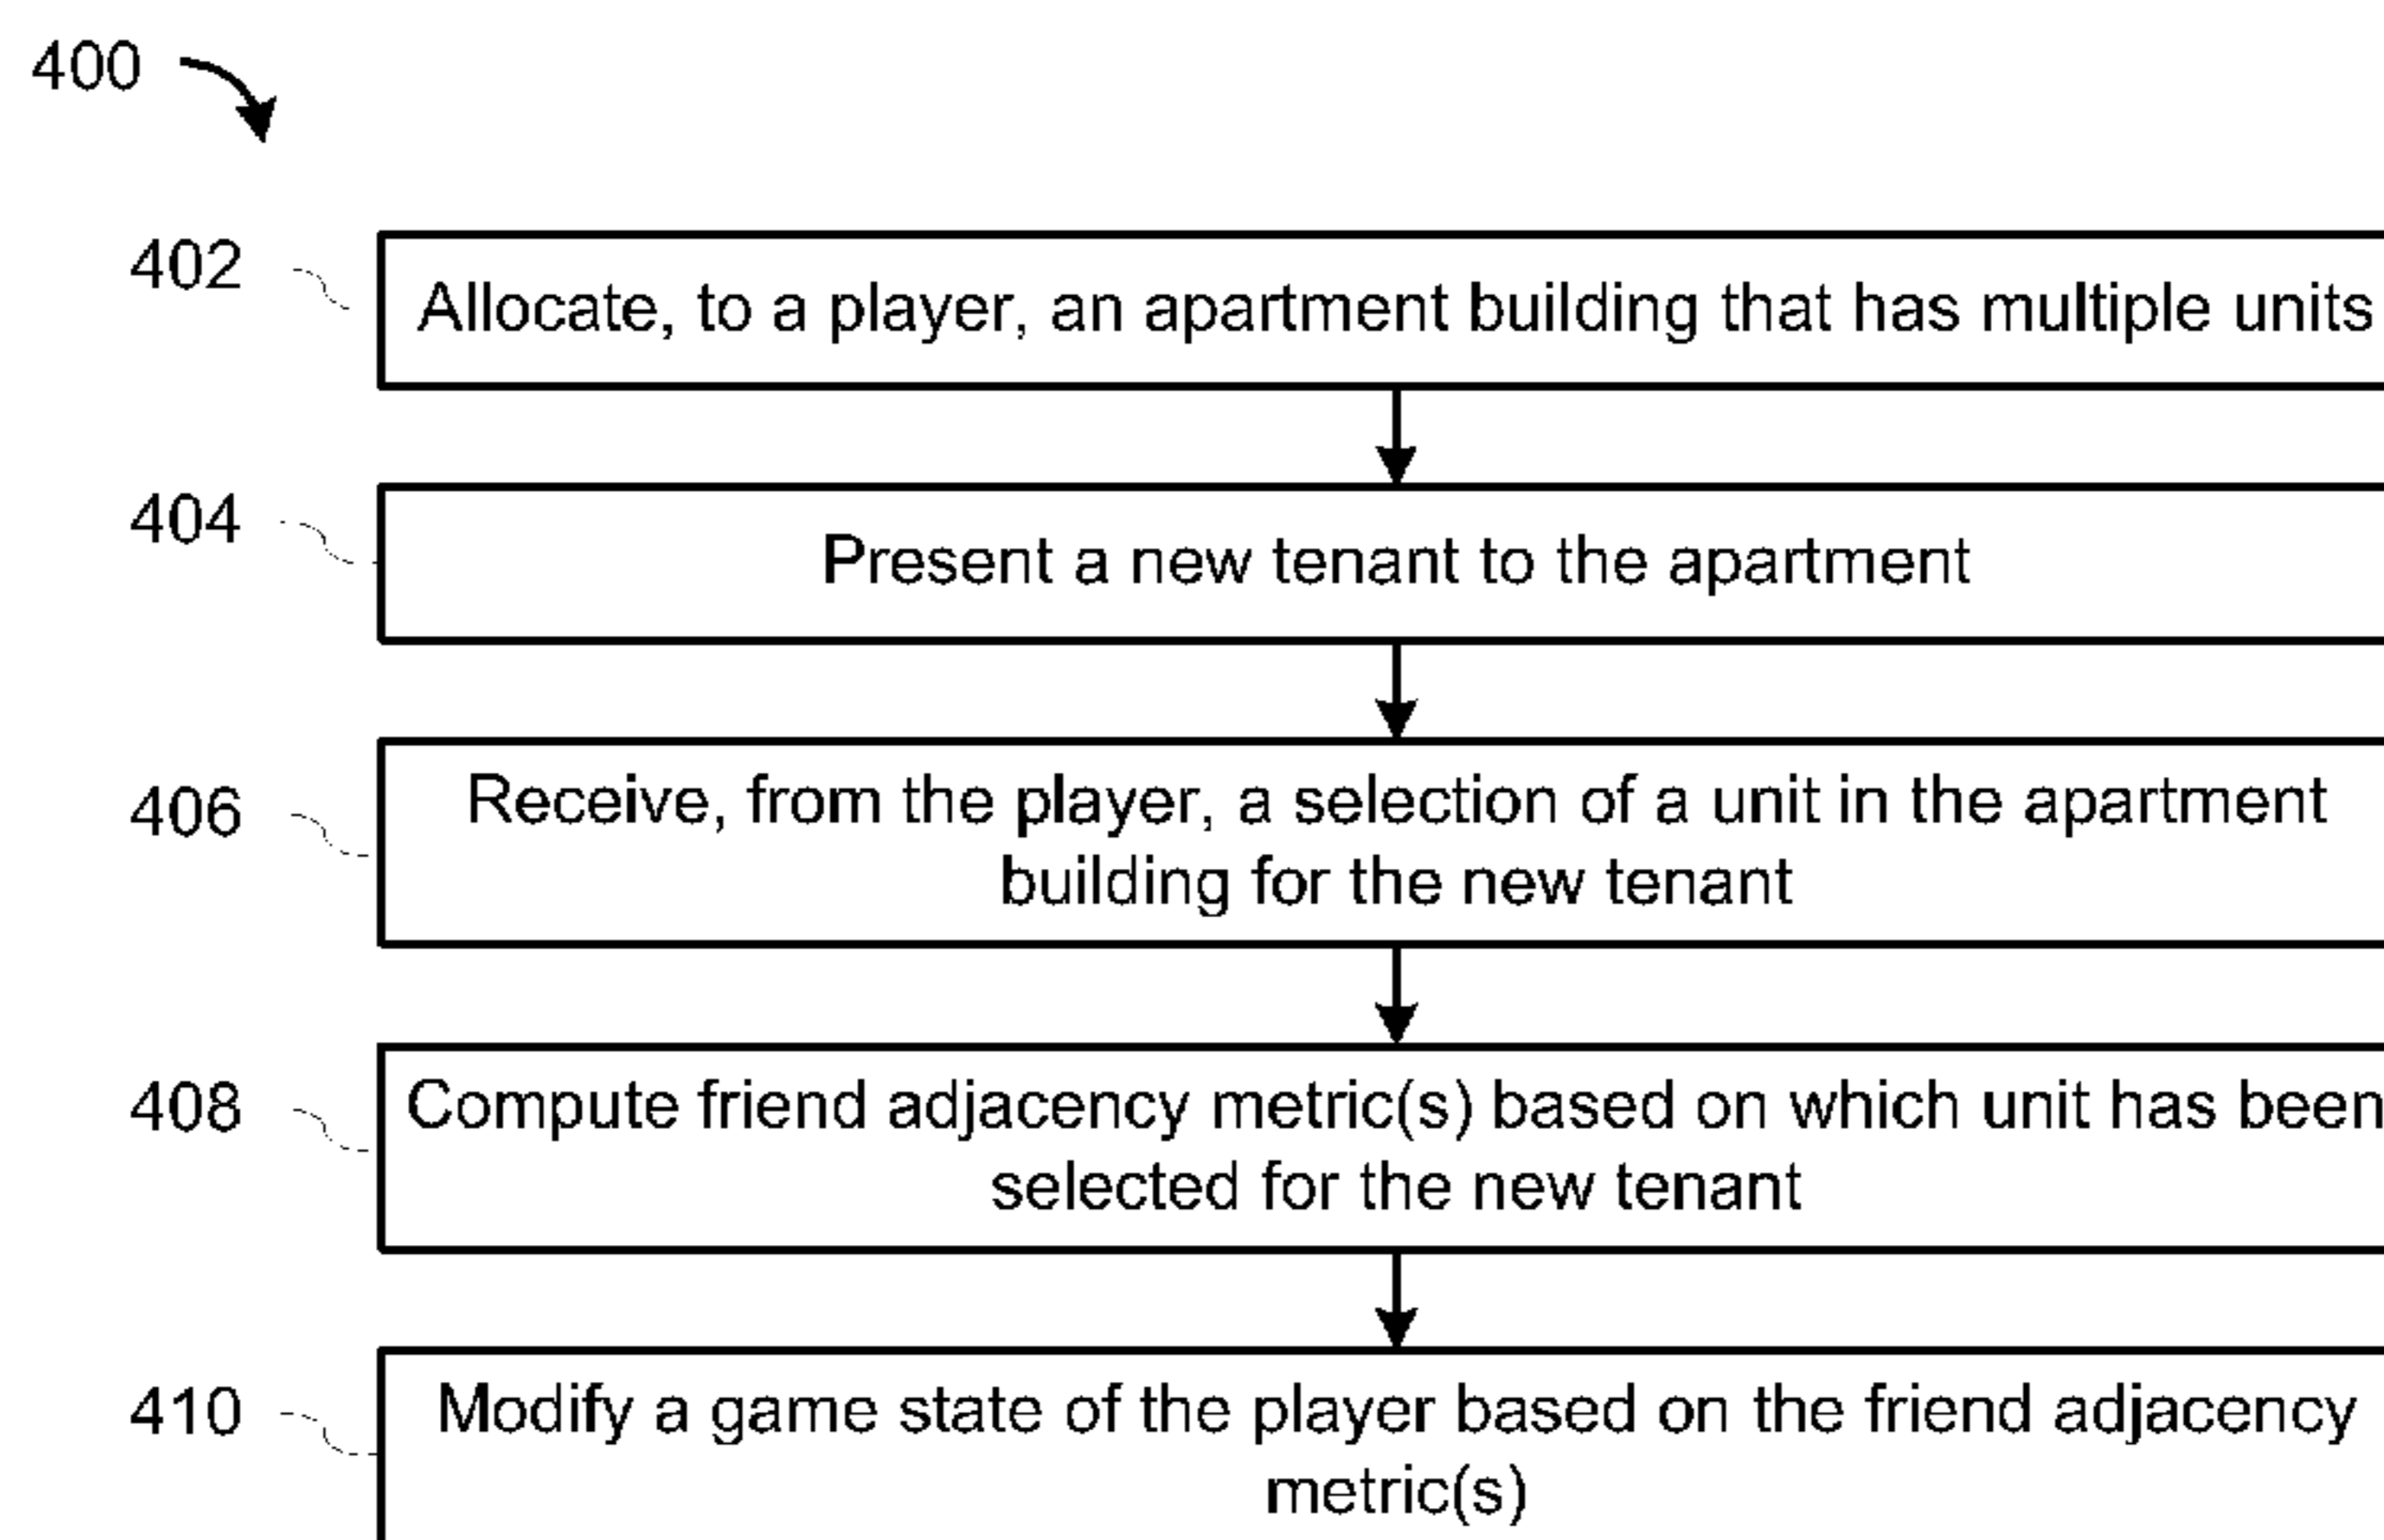 400
402
Allocate, to a player, an apartment building that has multiple units
404
Present a new tenant to the apartment
406
Receive, from the player, a selection of a unit in the apartment
building for the new tenant
408
Compute friend adjacency metric(s) based on which unit has been
selected for the new tenant
410
Modify a game state of the player based on the friend adjacency
metric(s)